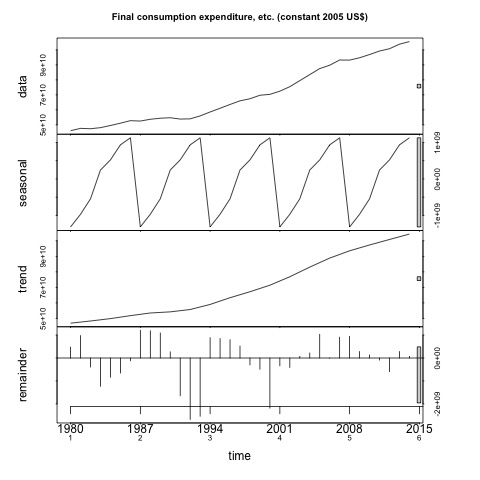 Final consumption expenditure, etc. (constant 2005 US$)
data
5e+10 7e+10 9e+10
seasonal
-1e+09 0e+00 1e+09
trend
5e+10 7e+10 9e+10
remainder
-2e+09 0e+00
1980 1987 1994 2001 2008 2015
1 2 3 4 5 6
time